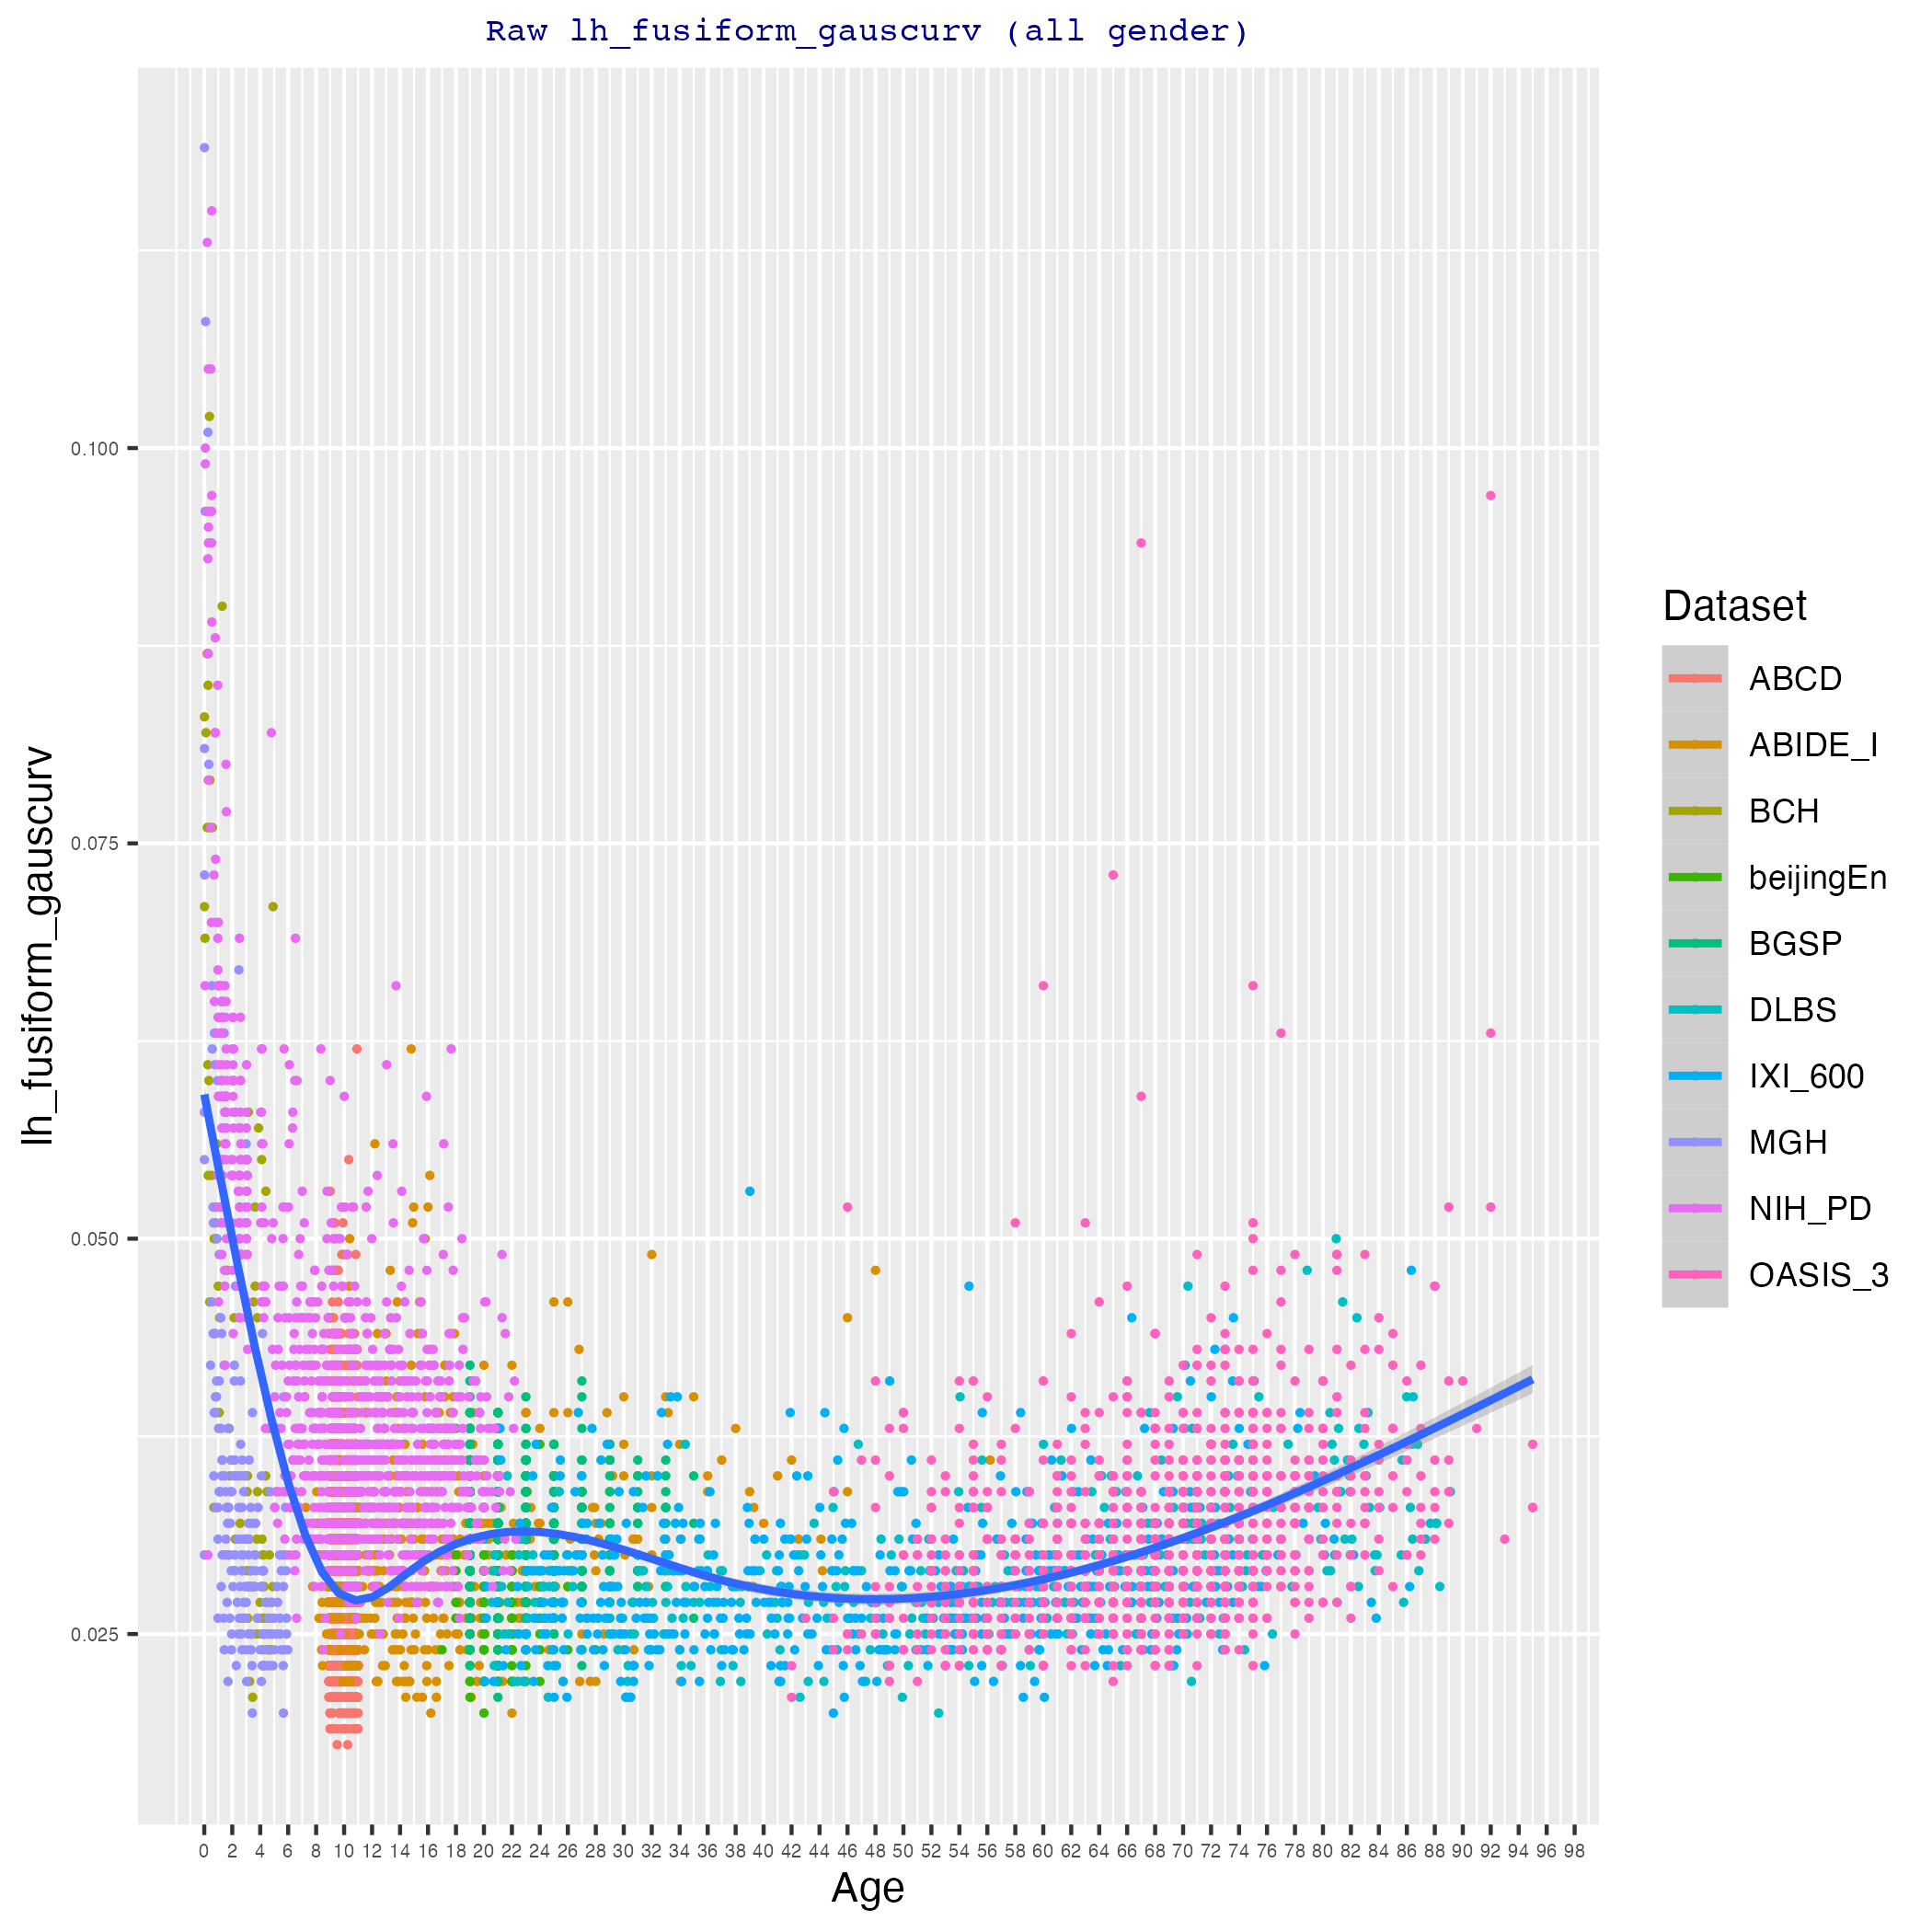 Raw lh_fusiform_gauscurv (all gender)
lh_fusiform_gauscurv
0.100
0.075
0.050
0.025
0 2 4 6 8 10 12 14 16 18 20 22 24 26 28 30 32 34 36 38 40 42 44 46 48 50 52 54 56 58 60 62 64 66 68 70 72 74 76 78 80 82 84 86 88 90 92 94 96 98
Age
Dataset
ABCD
ABIDE_I
BCH
beijingEn
BGSP
DLBS
IXI_600
MGH
NIH_PD
OASIS_3